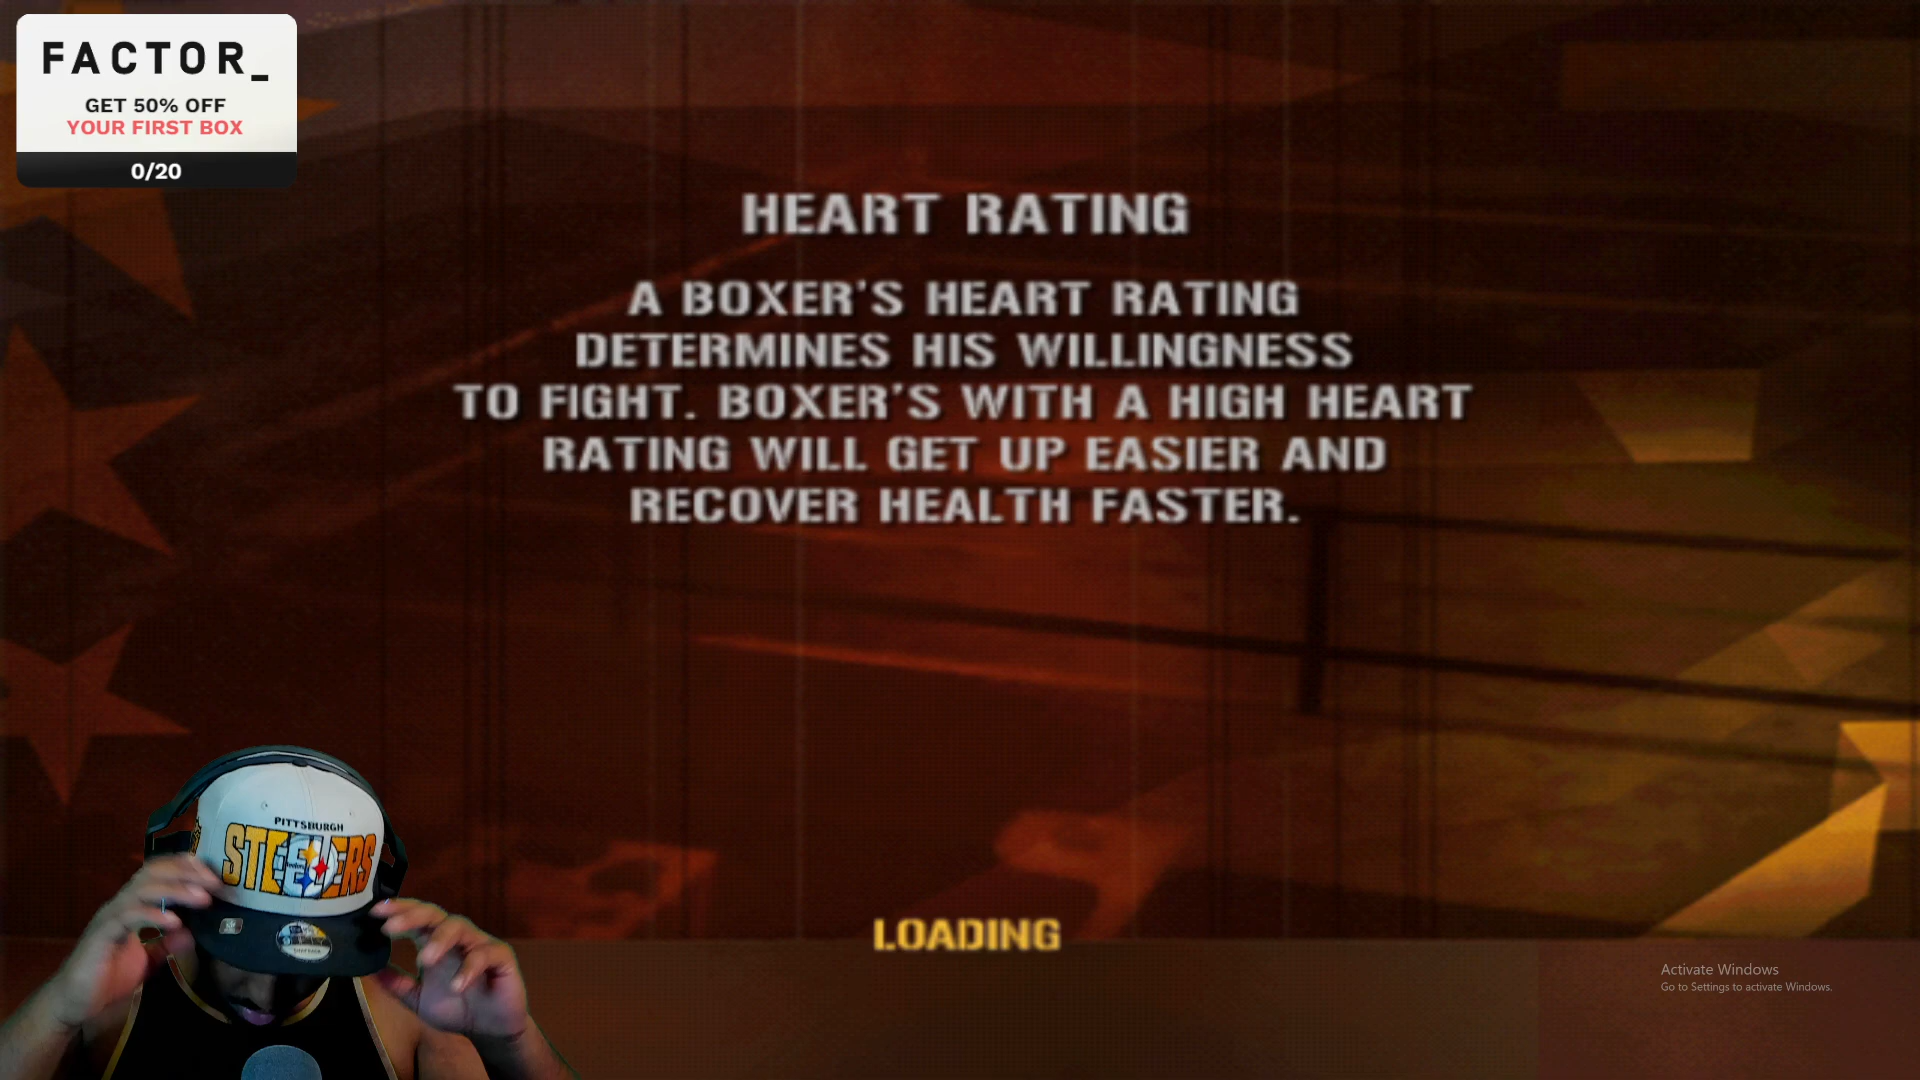 FACTOR_
GET 50% OFF
YOUR FIRST BOX
0/20
HEART RATING
A BOXER'S HEART RATING
DETERMINES HIS WILLINGNESS
TO FIGHT. BOXER'S WITH A HIGH HEART
RATING WILL GET UP EASIER AND
RECOVER HEALTH FASTER.
PITTSBURGH
STEELERS
LOADING
Activate Windows
Go to Settings to activate Windows.